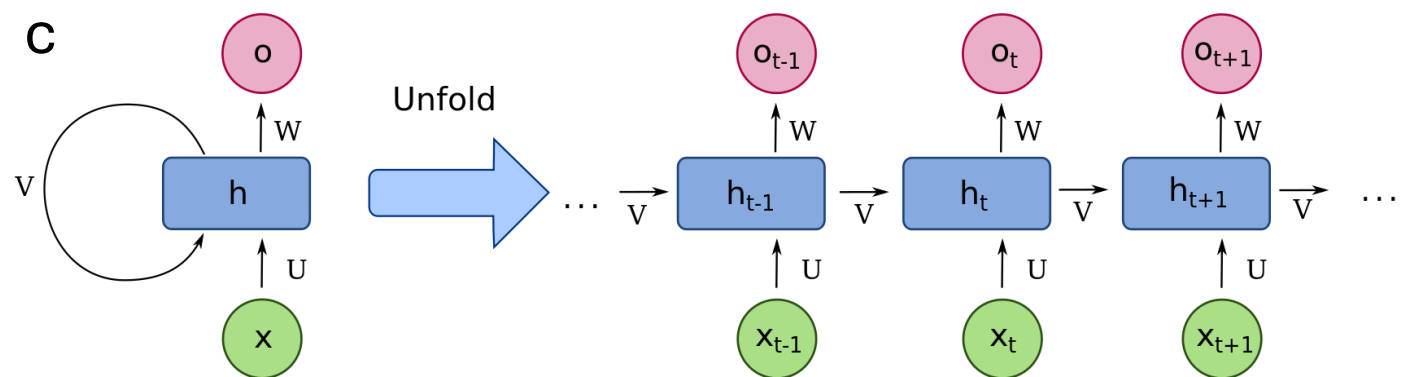 C
o
W
V
h
U
x
Unfold
o_{t-1} o_t o_{t+1}
W W W
... V h_{t-1} V h_t V h_{t+1} V ...
U U U
x_{t-1} x_t x_{t+1}